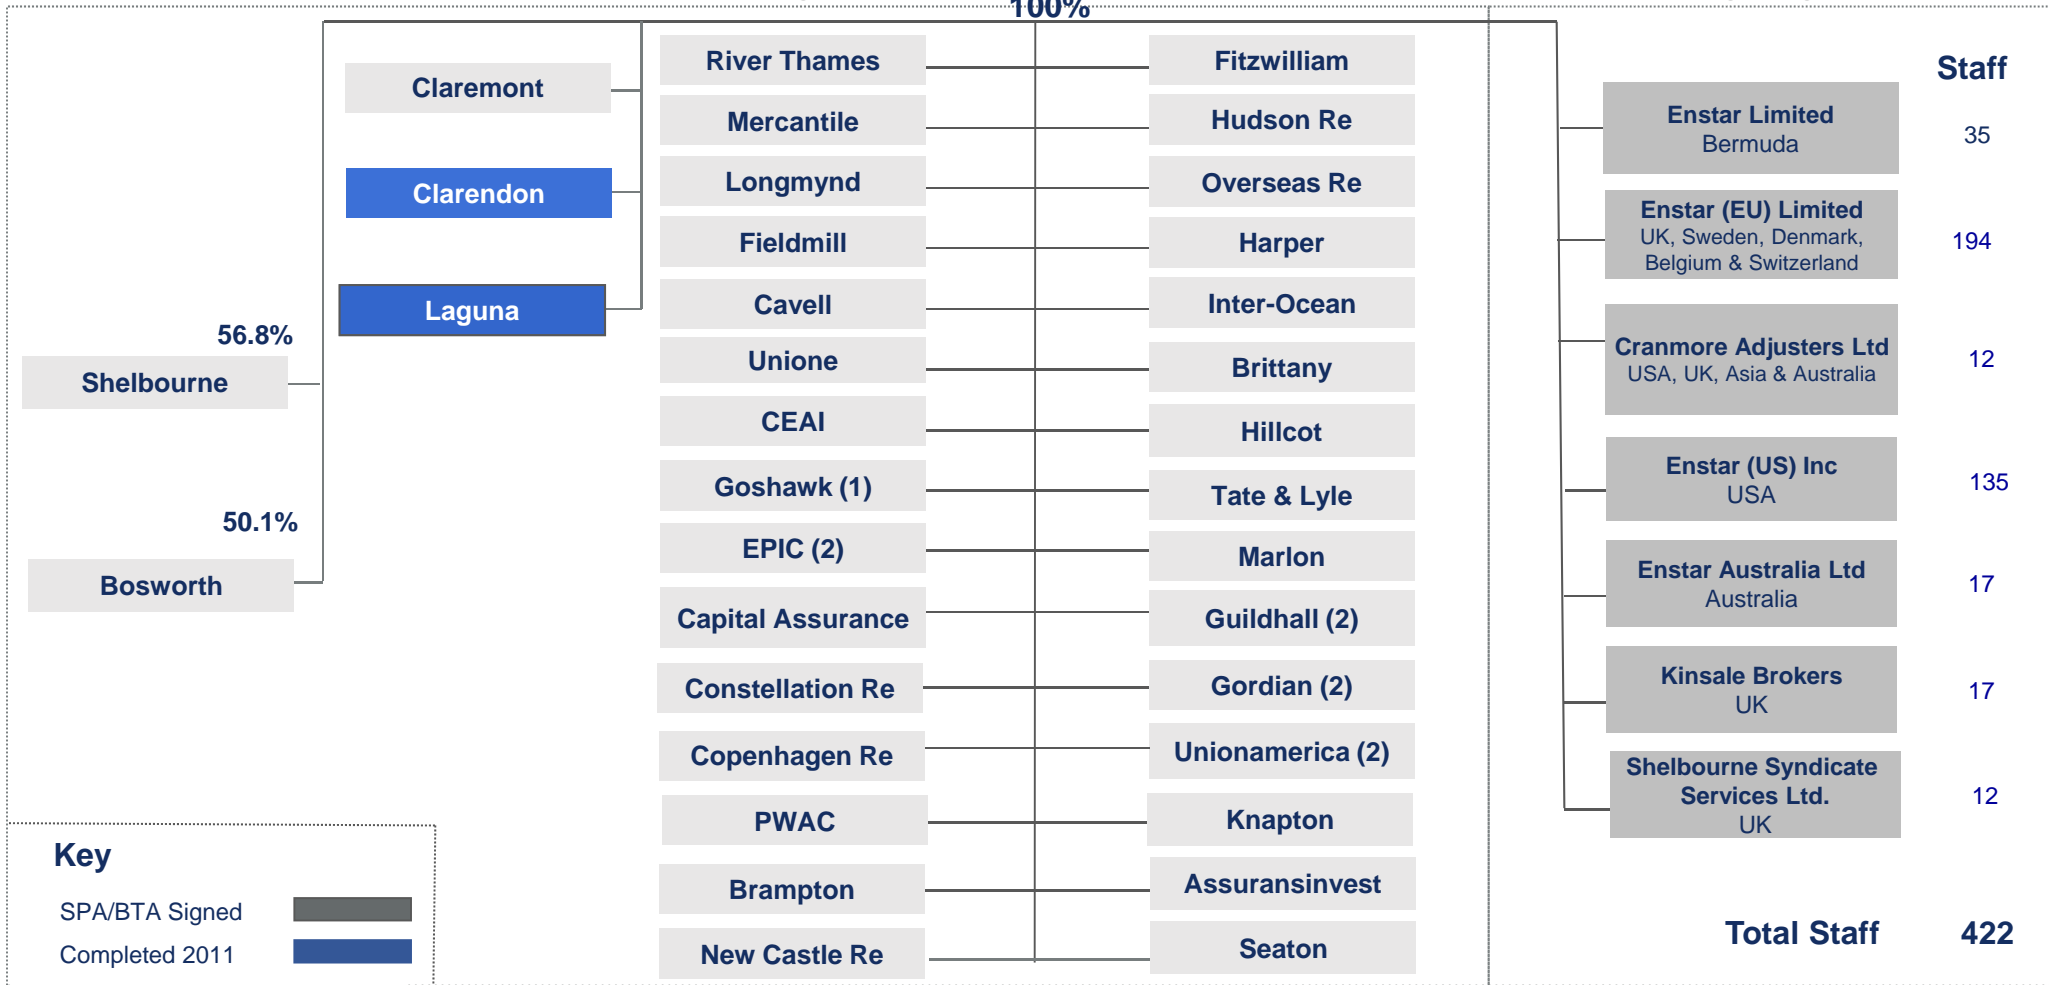 100%
Claremont
Clarendon
Laguna
56.8%
Shelbourne
50.1%
Bosworth
River Thames
Mercantile
Longmynd
Fieldmill
Cavell
Unione
CEAI
Goshawk (1)
EPIC (2)
Capital Assurance
Constellation Re
Copenhagen Re
PWAC
Brampton
New Castle Re
Fitzwilliam
Hudson Re
Overseas Re
Harper
Inter-Ocean
Brittany
Hillcot
Tate & Lyle
Marlon
Guildhall (2)
Gordian (2)
Unionamerica (2)
Knapton
Assuransinvest
Seaton
Staff
Enstar Limited
Bermuda
35
Enstar (EU) Limited
UK, Sweden, Denmark,
Belgium & Switzerland
194
Cranmore Adjusters Ltd
USA, UK, Asia & Australia
12
Enstar (US) Inc
USA
135
Enstar Australia Ltd
Australia
17
Kinsale Brokers
UK
17
Shelbourne Syndicate
Services Ltd.
UK
12
Total Staff 422
Key
SPA/BTA Signed
Completed 2011